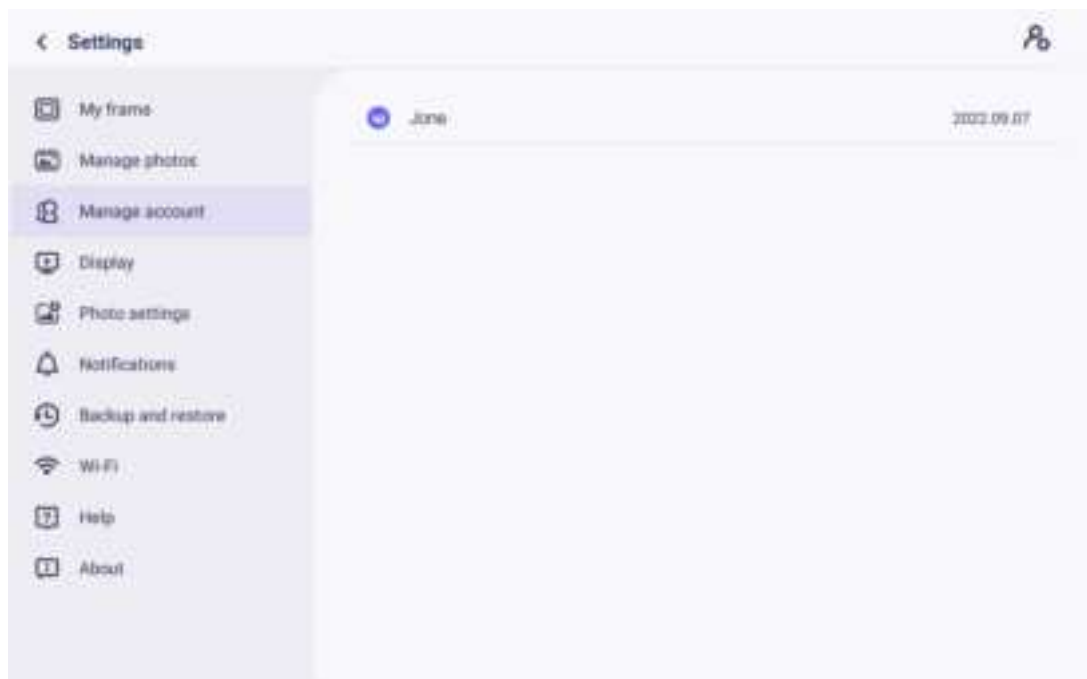 Settings
My frame
Jone
2022.09.07
Manage photos
Manage account
Display
Photo settings
Notifications
Backup and restore
Wi-Fi
Help
About